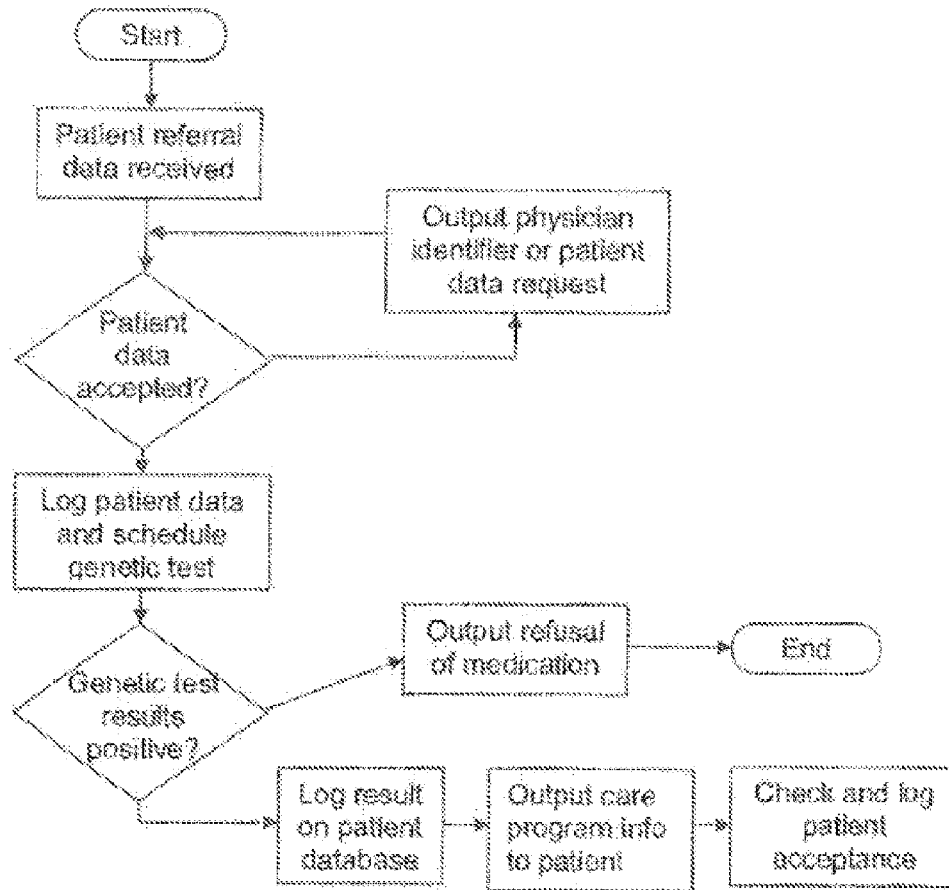 Start
Patient referral
data received
Output physician
identifier or patient
data request
Patient
data
accepted?
Log patient data
and schedule
genetic test
Output refusal
of medication
End
Genetic test
results
positive?
Log result
on patient
database
Output care
program info
to patient
Check and log
patient
acceptance